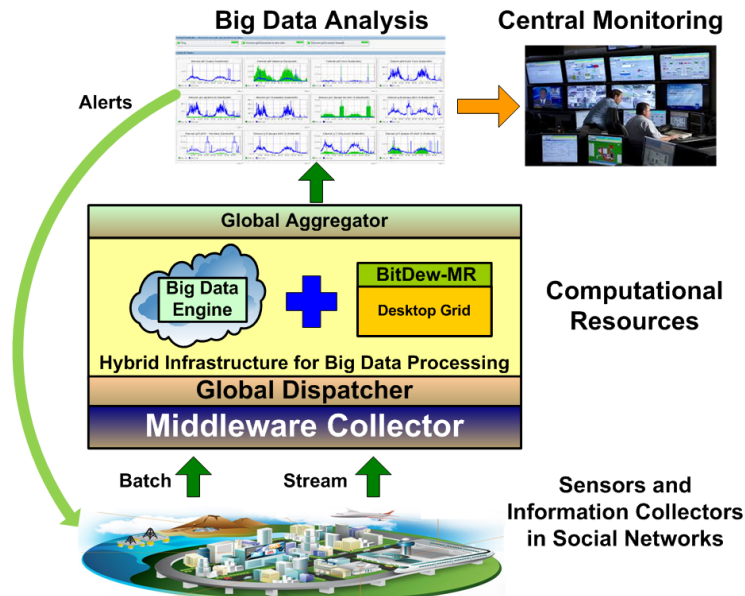 Big Data Analysis
Central Monitoring
Alerts
Global Aggregator
Big Data
Engine
BitDew-MR
Desktop Grid
Computational
Resources
Hybrid Infrastructure for Big Data Processing
Global Dispatcher
Middleware Collector
Batch
Stream
Sensors and
Information Collectors
in Social Networks